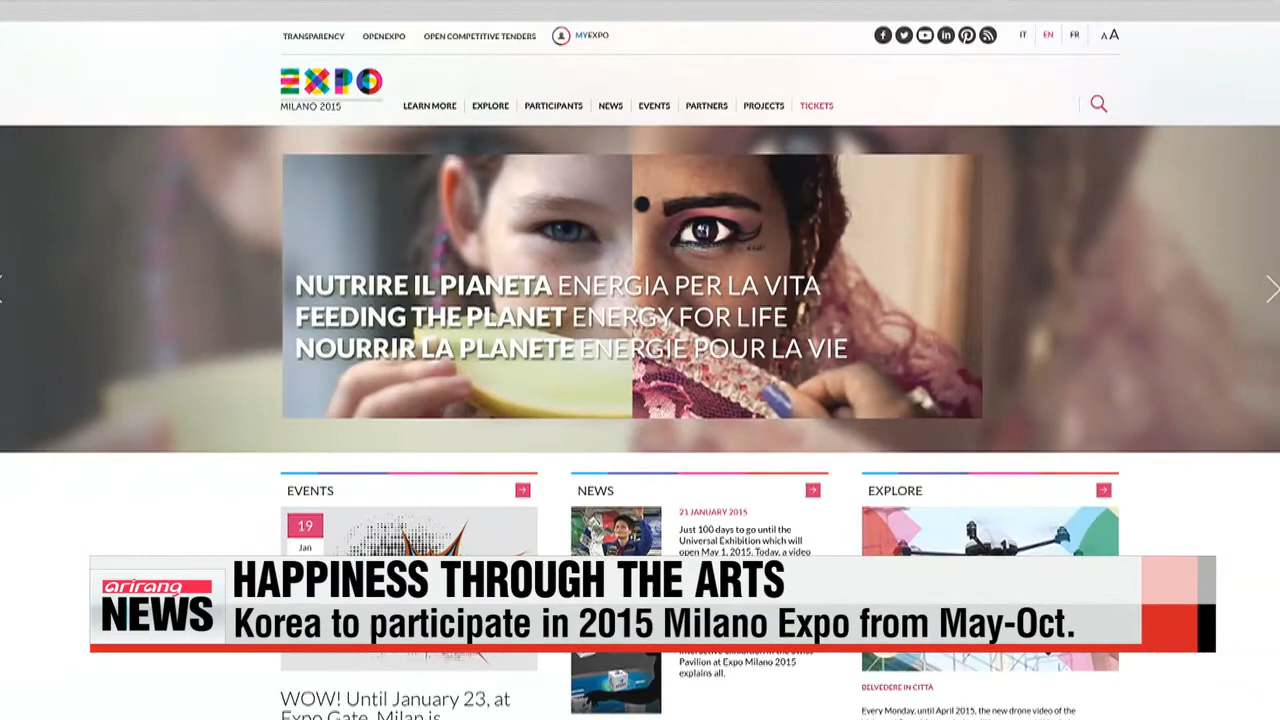 TRANSPARENCY OPENEXPO OPEN COMPETITIVE TENDERS MYEXPO IT EN FR A A
EXPO
MILANO 2015
LEARN MORE EXPLORE PARTICIPANTS NEWS EVENTS PARTNERS PROJECTS TICKETS
NUTRIRE IL PIANETA ENERGIA PER LA VITA
FEEDING THE PLANET ENERGY FOR LIFE
NOURRIR LA PLANETE ENERGIE POUR LA VIE
EVENTS
19
Jan
WOW! Until January 23, at
Expo Gate, Milan is
NEWS
21 JANUARY 2015
Just 100 days to go until the
Universal Exhibition which will
open May 1, 2015. Today, a video
Pavilion at Expo Milano 2015
explains all.
EXPLORE
BELVEDERE IN CITTÀ
Every Monday, until April 2015, the new drone video of the
arirang
NEWS
HAPPINESS THROUGH THE ARTS
Korea to participate in 2015 Milano Expo from May-Oct.